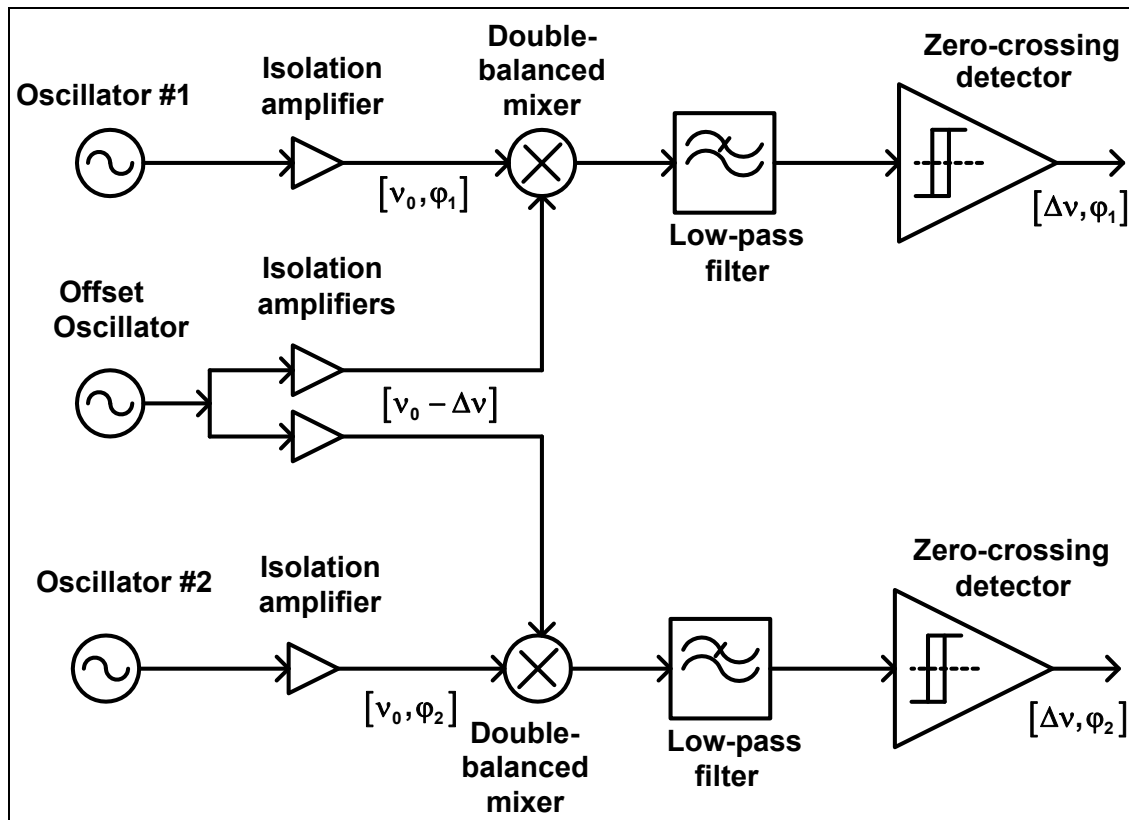 Oscillator #1
Isolation
amplifier
Double-
balanced
mixer
Zero-crossing
detector
[ν₀, φ₁]
Low-pass
filter
[Δν, φ₁]
Offset
Oscillator
Isolation
amplifiers
[ν₀ − Δν]
Oscillator #2
Isolation
amplifier
[ν₀, φ₂]
Double-
balanced
mixer
Low-pass
filter
Zero-crossing
detector
[Δν, φ₂]